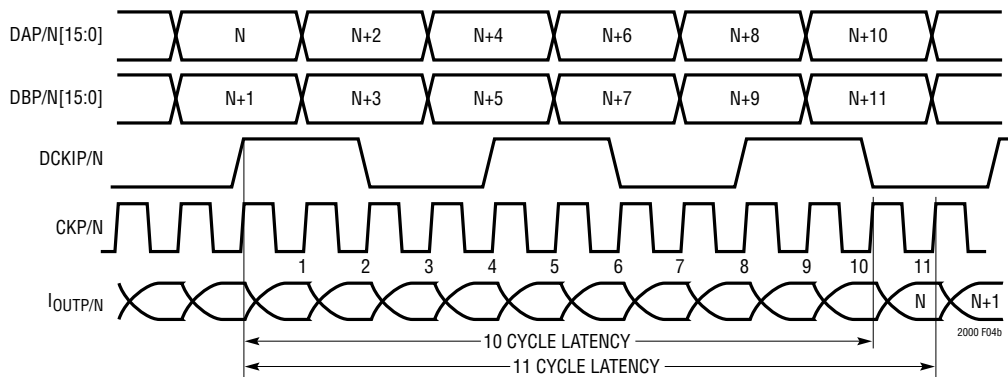 DAP/N[15:0] N N+2 N+4 N+6 N+8 N+10
DBP/N[15:0] N+1 N+3 N+5 N+7 N+9 N+11
DCKIP/N
CKP/N
1 2 3 4 5 6 7 8 9 10 11
IOUTP/N N N+1
2000 F04b
10 CYCLE LATENCY
11 CYCLE LATENCY